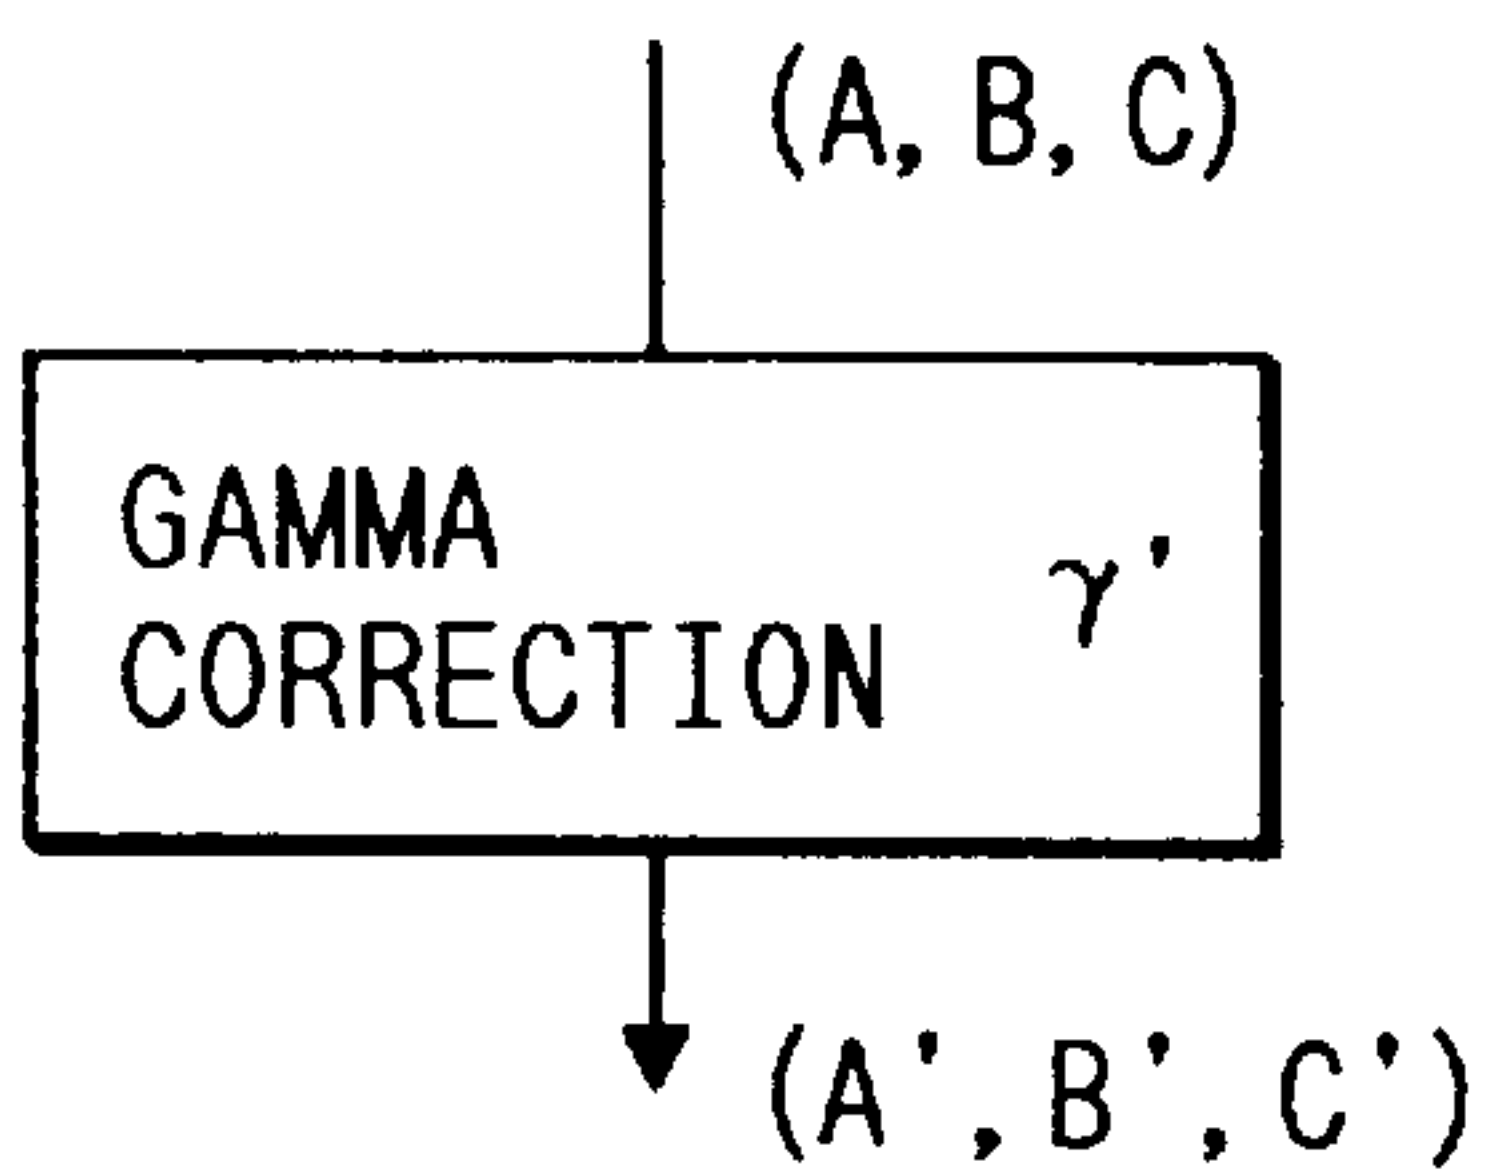 (A, B, C)
GAMMA
CORRECTION γ'
(A', B', C')